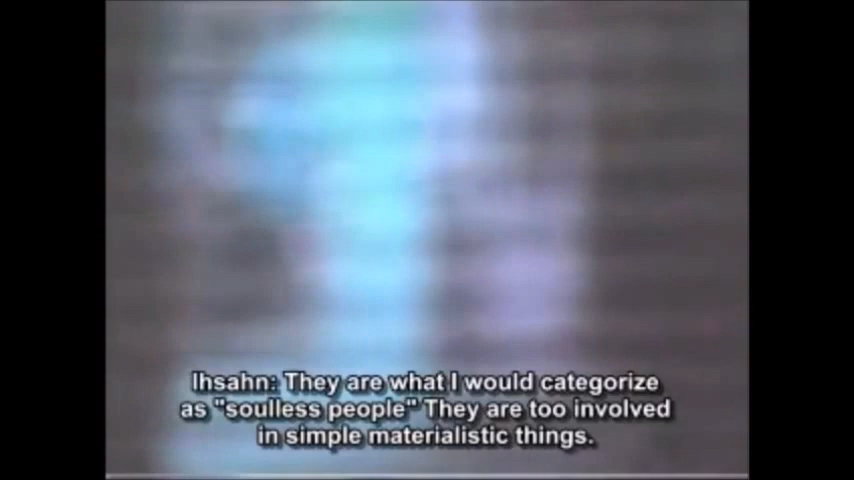 Ihsahn: They are what I would categorize
as "soulless people" They are too involved
in simple materialistic things.